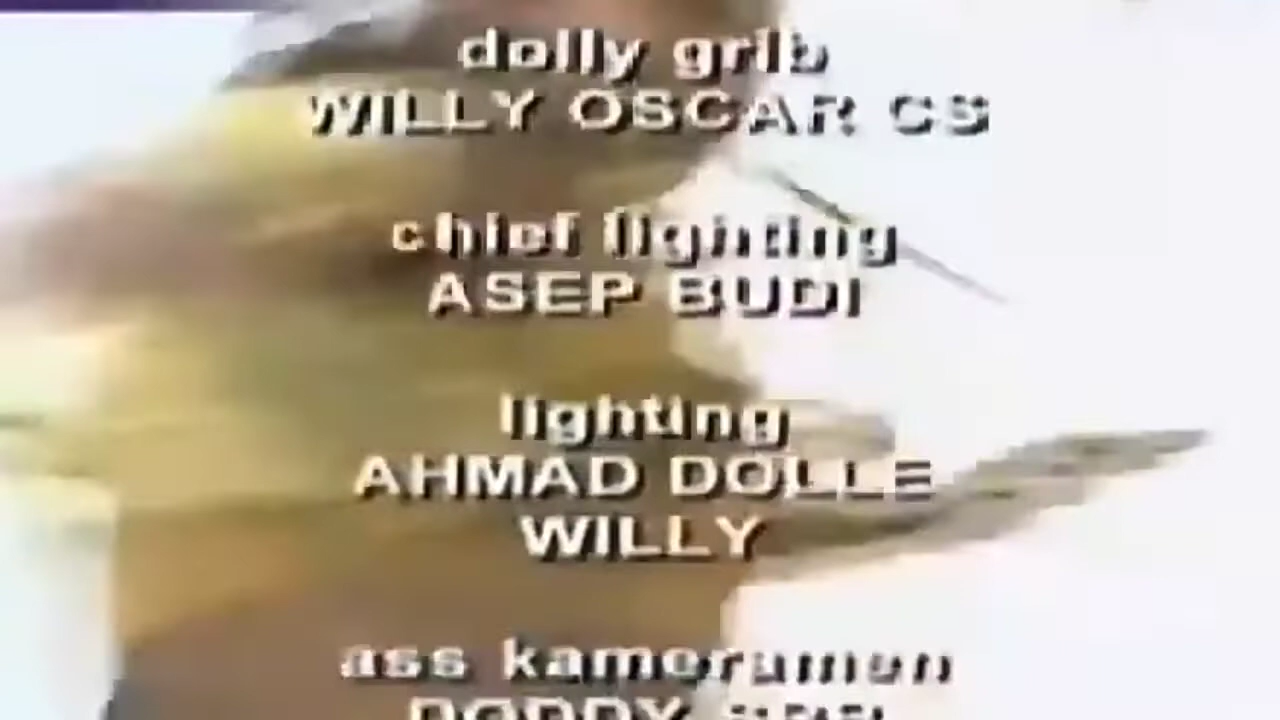 dolly grib
WILLY OSCAR CS
chief lighting
ASEP BUDI
lighting
AHMAD DOLLE
WILLY
ass kameramen